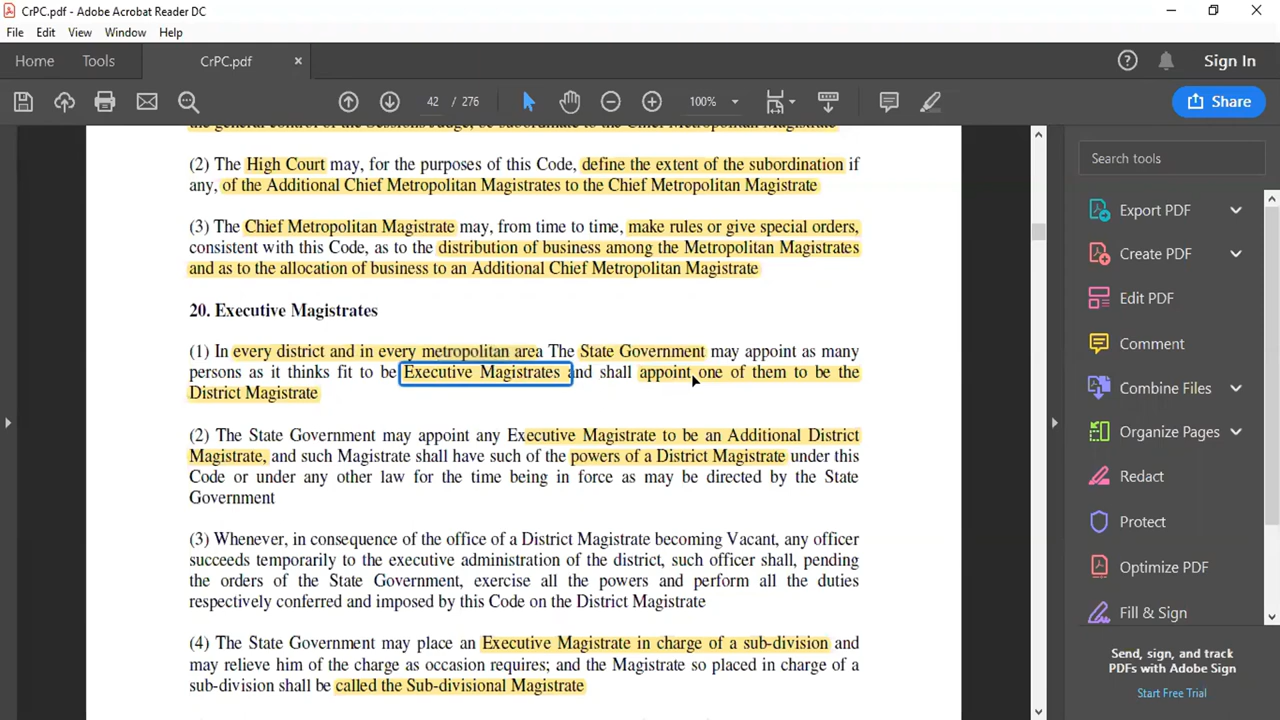 CrPC.pdf - Adobe Acrobat Reader DC
File Edit View Window Help
Home Tools CrPC.pdf × Sign In
42 / 276 100% Share
the general control of the Sessions Judge, be subordinate to the Chief Metropolitan Magistrate
(2) The High Court may, for the purposes of this Code, define the extent of the subordination if
any, of the Additional Chief Metropolitan Magistrates to the Chief Metropolitan Magistrate
(3) The Chief Metropolitan Magistrate may, from time to time, make rules or give special orders,
consistent with this Code, as to the distribution of business among the Metropolitan Magistrates
and as to the allocation of business to an Additional Chief Metropolitan Magistrate
20. Executive Magistrates
(1) In every district and in every metropolitan area The State Government may appoint as many
persons as it thinks fit to be Executive Magistrates and shall appoint one of them to be the
District Magistrate
(2) The State Government may appoint any Executive Magistrate to be an Additional District
Magistrate, and such Magistrate shall have such of the powers of a District Magistrate under this
Code or under any other law for the time being in force as may be directed by the State
Government
(3) Whenever, in consequence of the office of a District Magistrate becoming Vacant, any officer
succeeds temporarily to the executive administration of the district, such officer shall, pending
the orders of the State Government, exercise all the powers and perform all the duties
respectively conferred and imposed by this Code on the District Magistrate
(4) The State Government may place an Executive Magistrate in charge of a sub-division and
may relieve him of the charge as occasion requires; and the Magistrate so placed in charge of a
sub-division shall be called the Sub-divisional Magistrate
Search tools
Export PDF
Create PDF
Edit PDF
Comment
Combine Files
Organize Pages
Redact
Protect
Optimize PDF
Fill & Sign
Send, sign, and track
PDFs with Adobe Sign
Start Free Trial